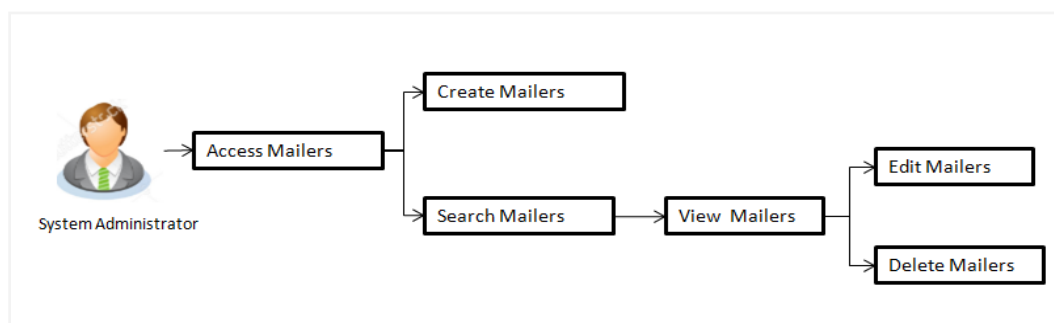 Create Mailers
Access Mailers
Edit Mailers
Search Mailers
View Mailers
System Administrator
Delete Mailers